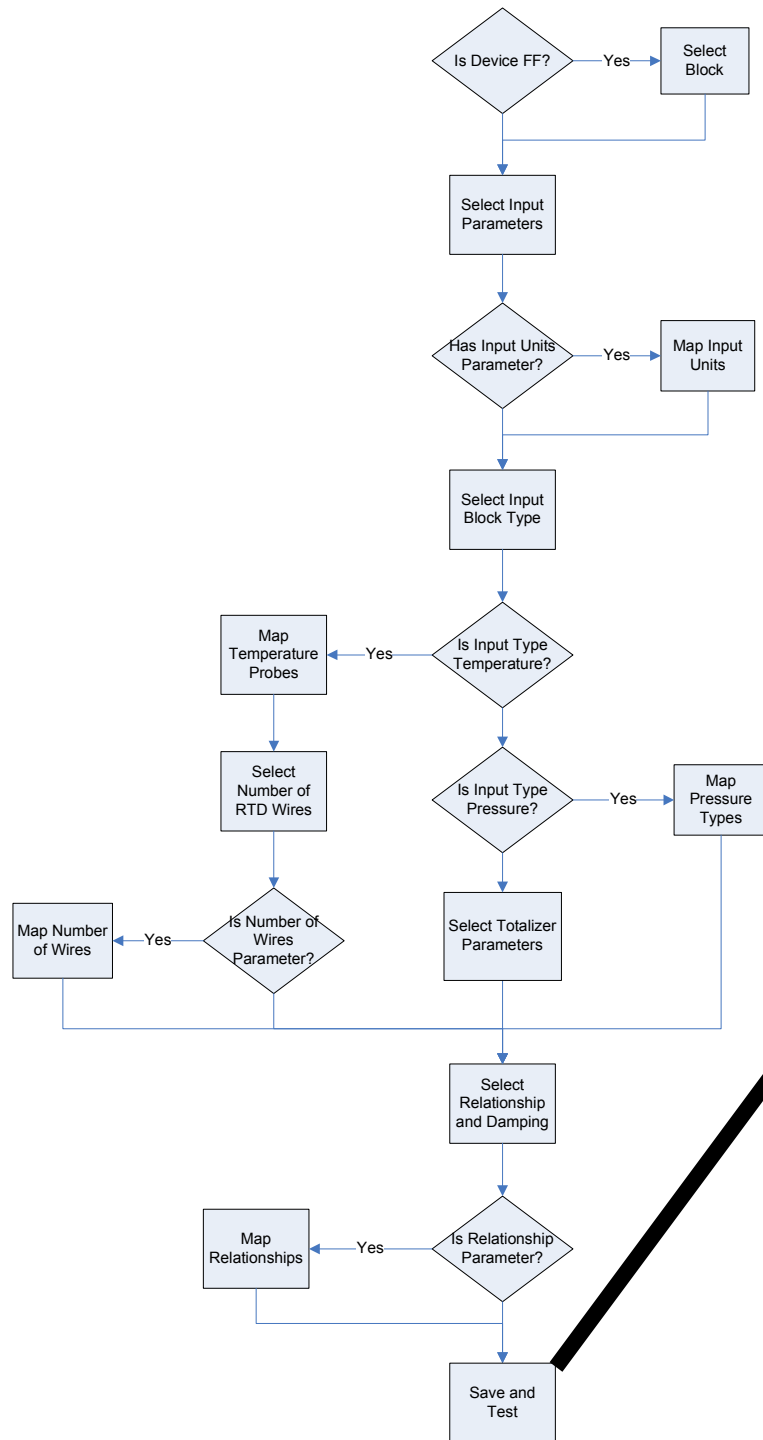 Is Device FF?
Yes
Select
Block
Select Input
Parameters
Has Input Units
Parameter?
Yes
Map Input
Units
Select Input
Block Type
Map
Temperature
Probes
Yes
Is Input Type
Temperature?
Select
Number of
RTD Wires
Is Input Type
Pressure?
Yes
Map
Pressure
Types
Map Number
of Wires
Yes
Is Number of
Wires
Parameter?
Select Totalizer
Parameters
Select
Relationship
and Damping
Map
Relationships
Yes
Is Relationship
Parameter?
Save and
Test